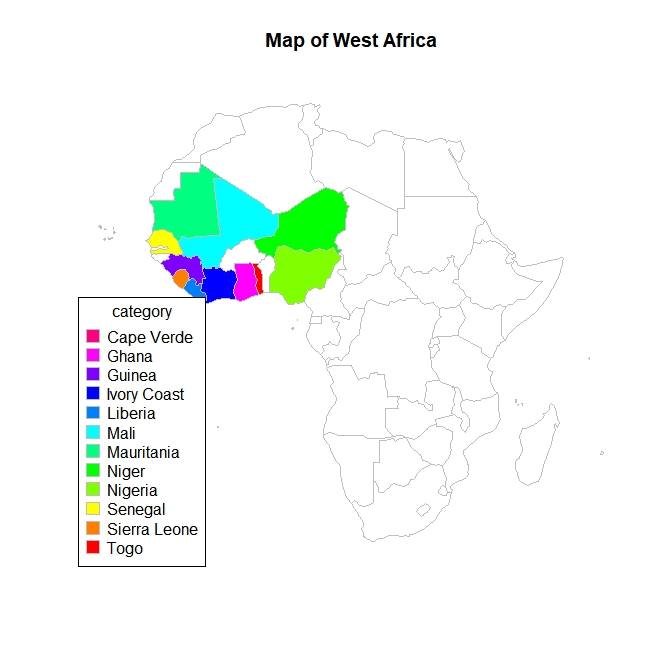 Map of West Africa
category
Cape Verde
Ghana
Guinea
Ivory Coast
Liberia
Mali
Mauritania
Niger
Nigeria
Senegal
Sierra Leone
Togo